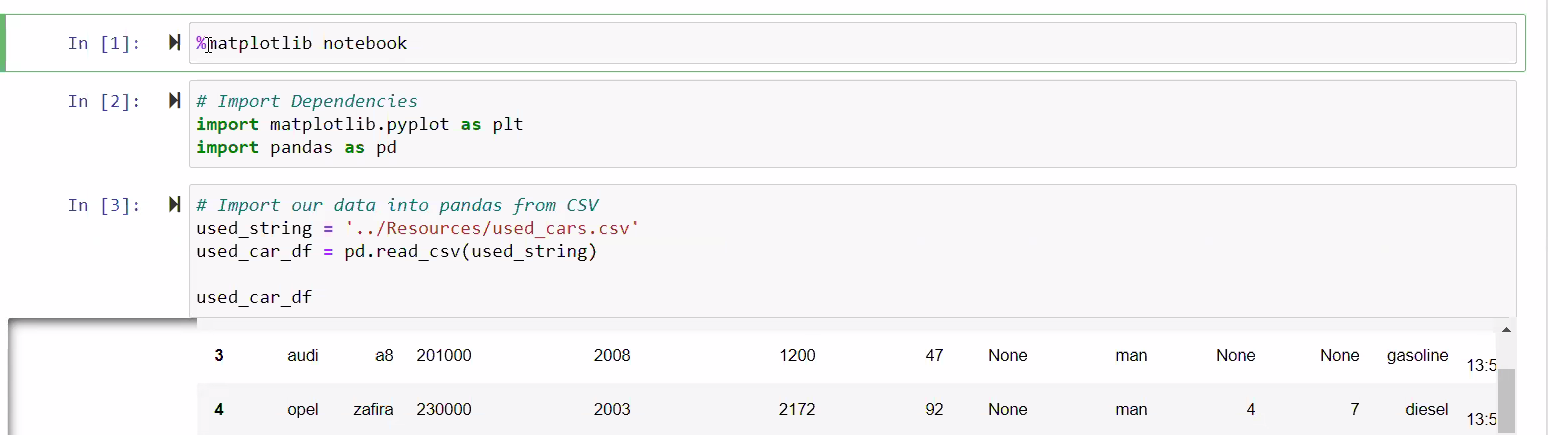 In [1]: %matplotlib notebook
In [2]: # Import Dependencies
import matplotlib.pyplot as plt
import pandas as pd
In [3]: # Import our data into pandas from CSV
used_string = '../Resources/used_cars.csv'
used_car_df = pd.read_csv(used_string)
used_car_df
3 audi a8 201000 2008 1200 47 None man None None gasoline 13:5
4 opel zafira 230000 2003 2172 92 None man 4 7 diesel 13:5